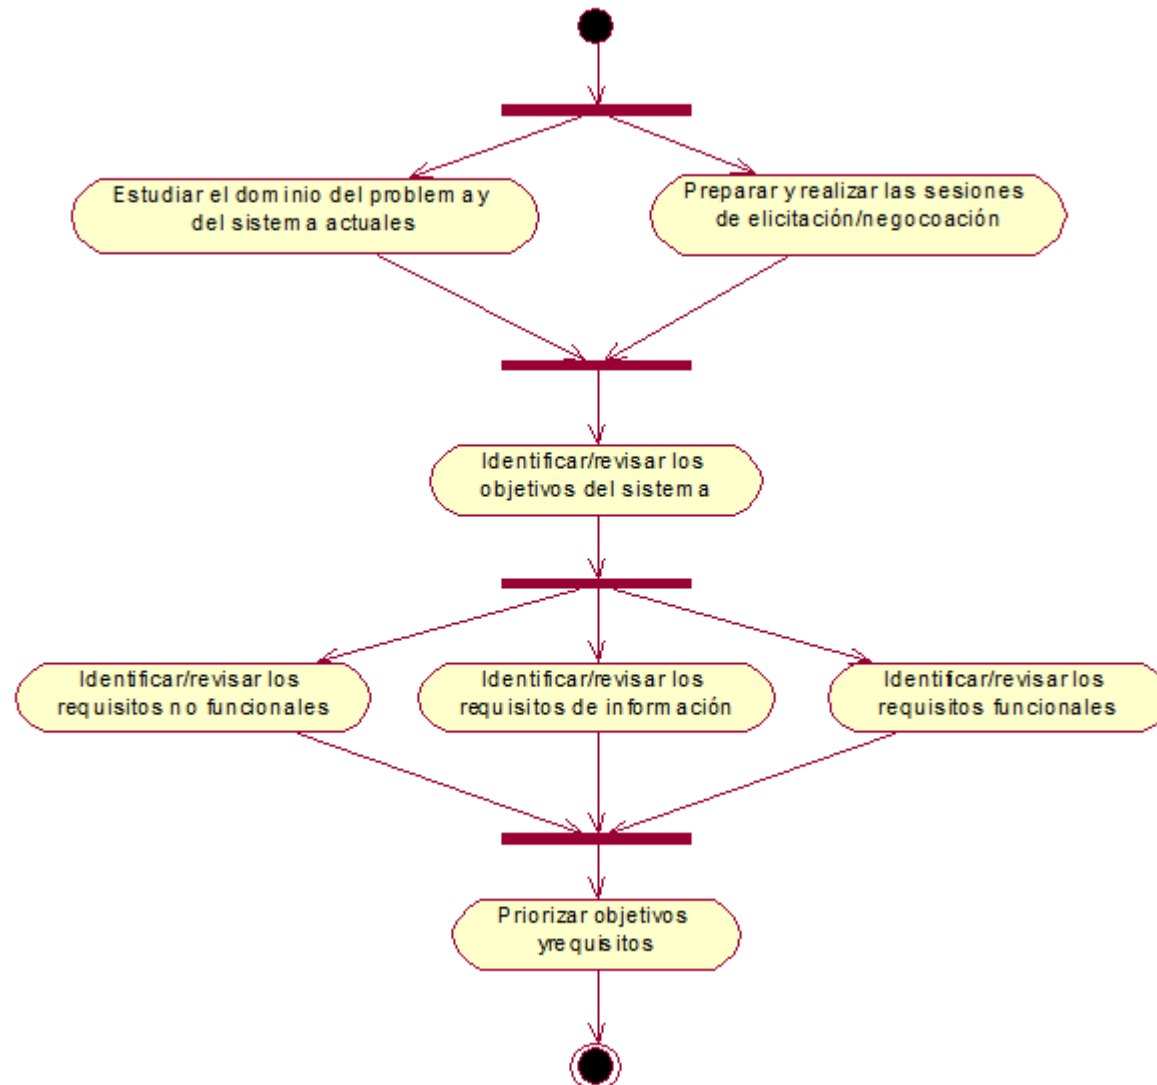 Estudiar el dominio del problema y
del sistema actuales
Preparar y realizar las sesiones
de elicitación/negocoación
Identificar/revisar los
objetivos del sistema
Identificar/revisar los
requisitos no funcionales
Identificar/revisar los
requisitos de información
Identificar/revisar los
requisitos funcionales
Priorizar objetivos
yrequisitos